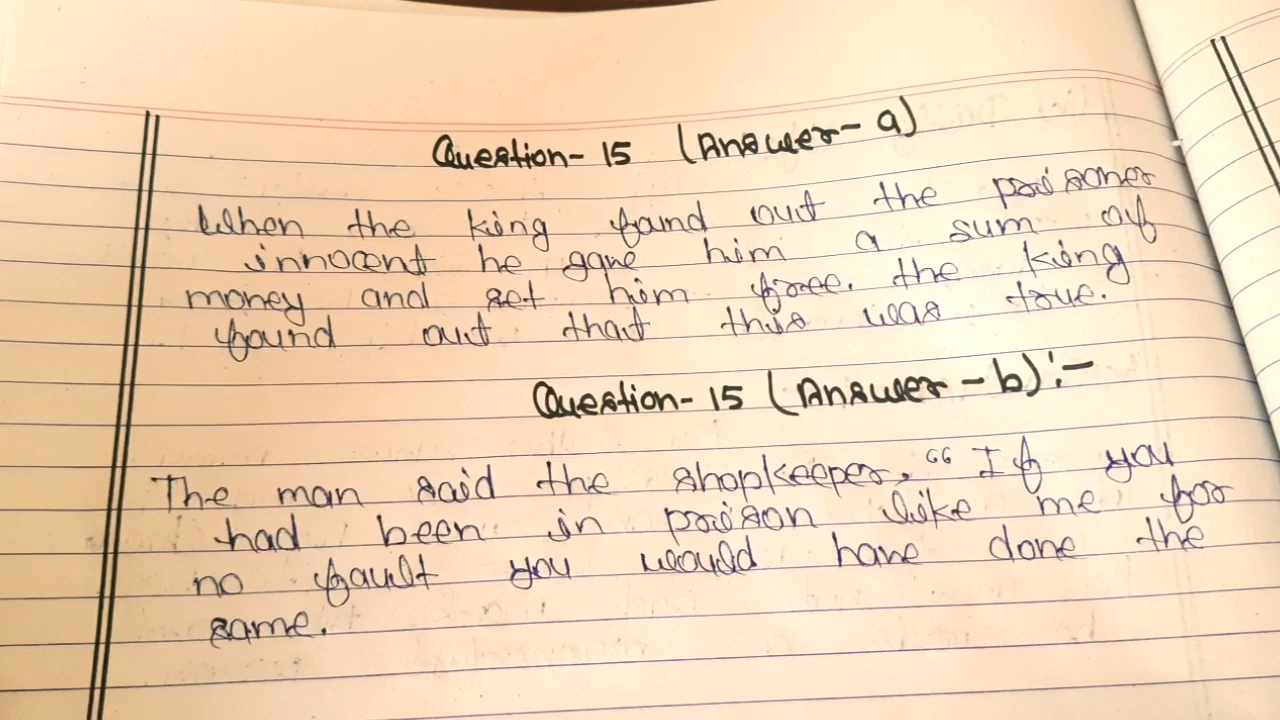 Question- 15 (Answer- a)
When the king faund out the prisoner
innocent he gave him a sum of
money and set him free. the king
found out that this was true.
Question- 15 (Answer - b):-
The man said the shopkeeper, “If you
had been in prison like me for
no fault you would have done the
same.